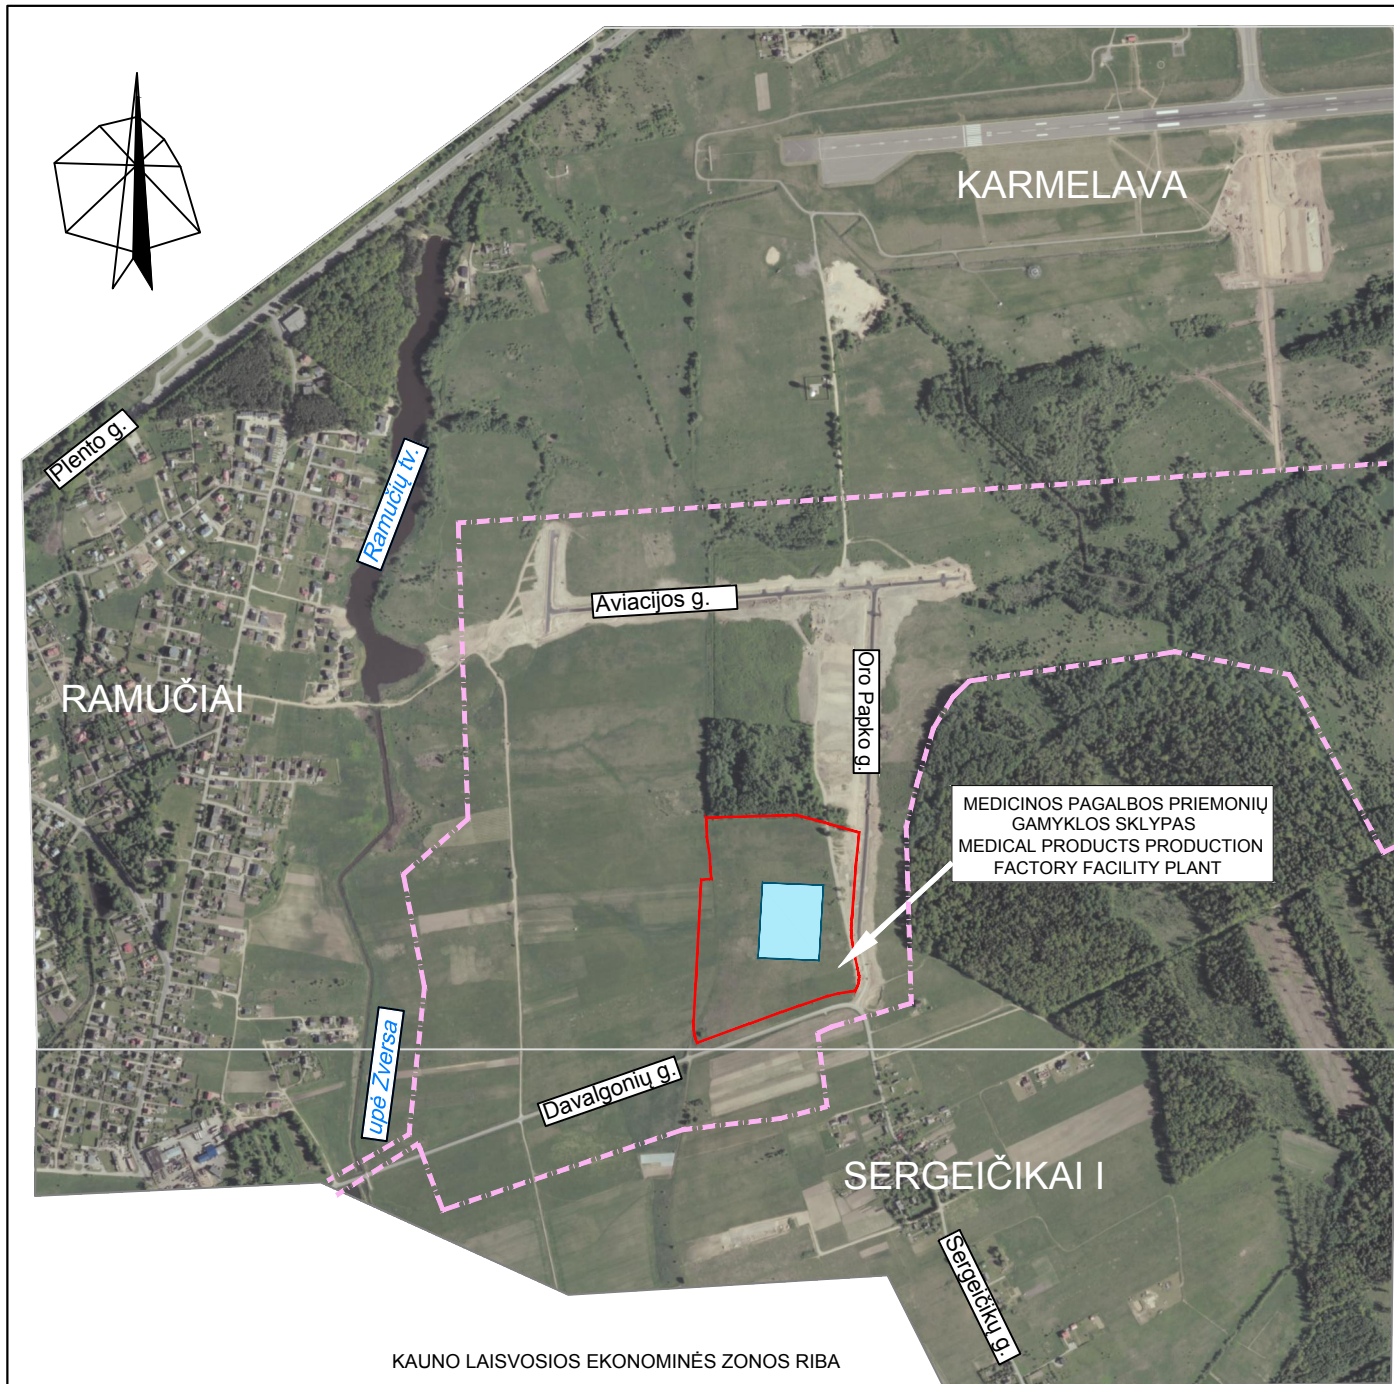 KARMELAVA
Plento g.
Ramučių tv.
Aviacijos g.
Oro Papko g.
RAMUČIAI
MEDICINOS PAGALBOS PRIEMONIŲ
GAMYKLOS SKLYPAS
MEDICAL PRODUCTS PRODUCTION
FACTORY FACILITY PLANT
upė Zversa
Davalgonių g.
SERGEIČIKAI I
Sergeičikų g.
KAUNO LAISVOSIOS EKONOMINĖS ZONOS RIBA